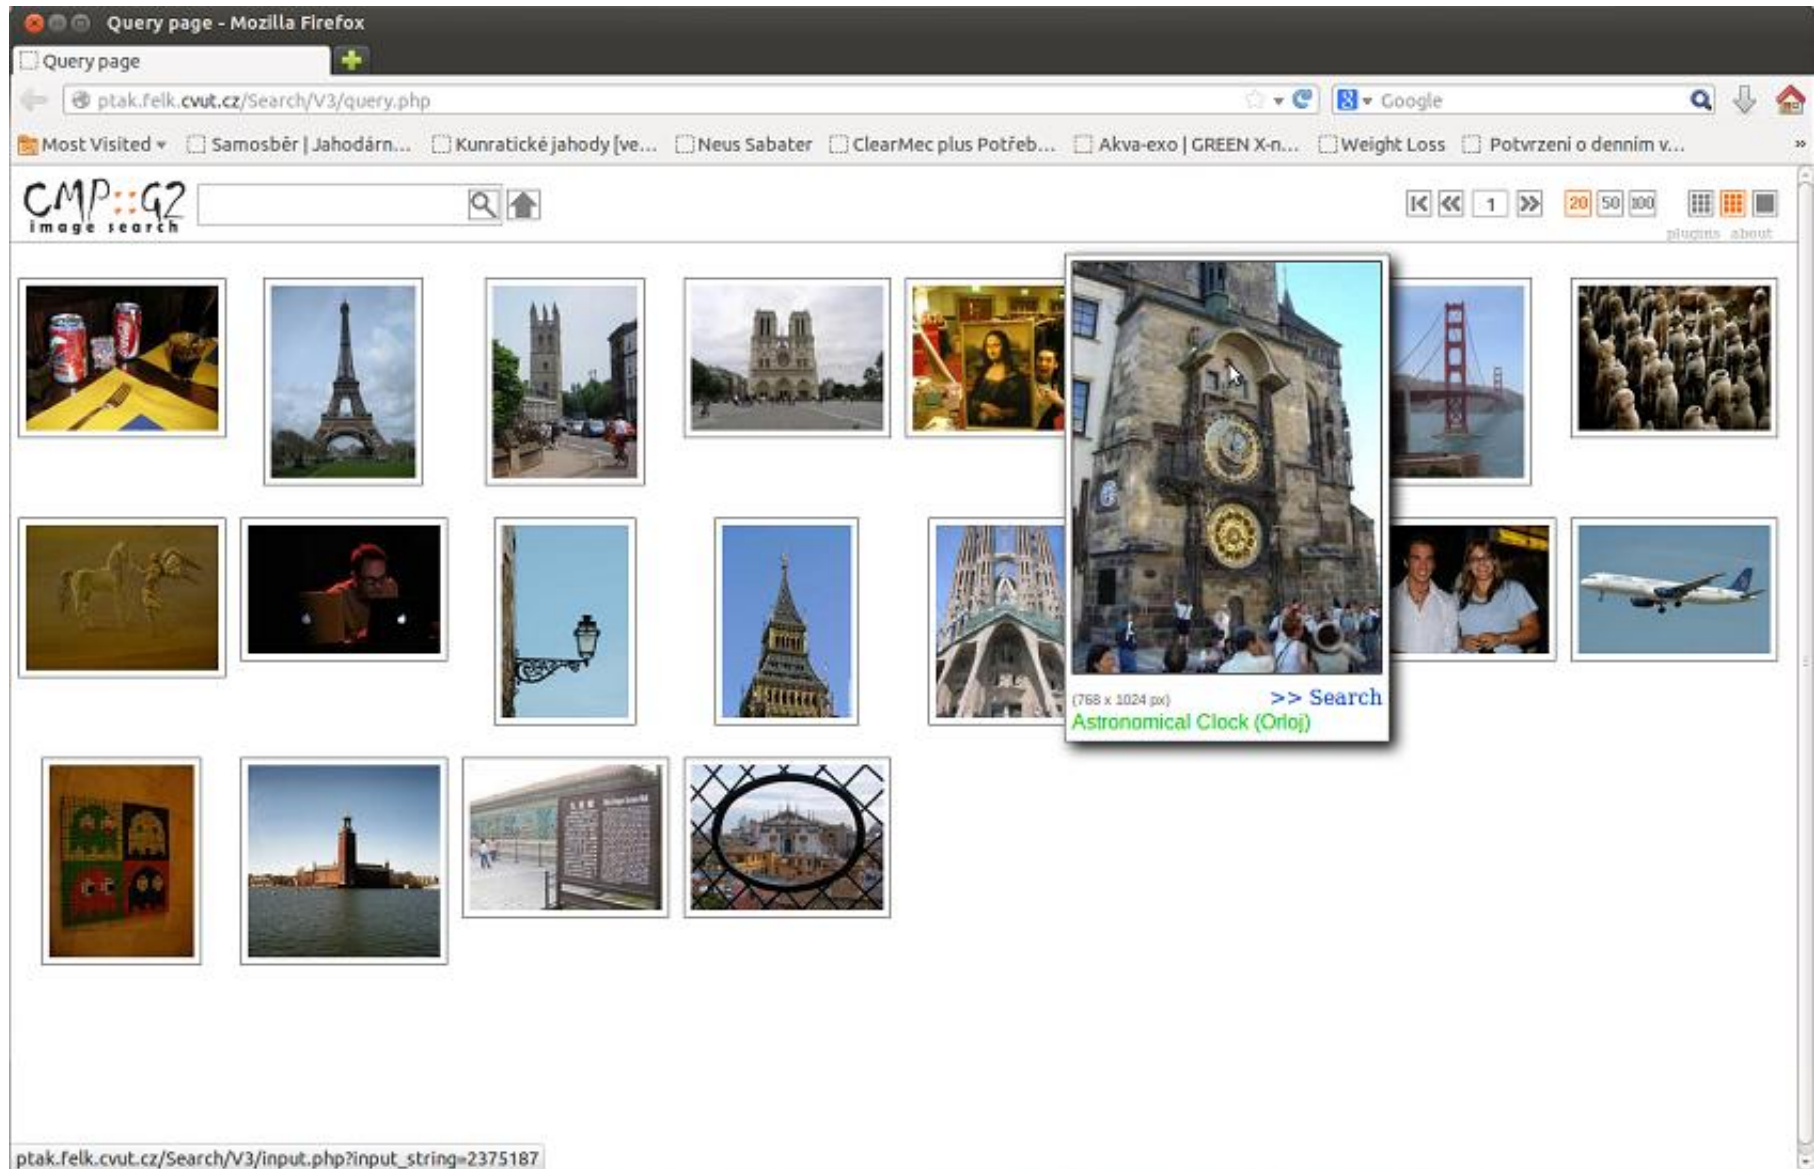 Query page - Mozilla Firefox
Query page
ptak.felk.cvut.cz/Search/V3/query.php
Google
Most Visited
Samosběr | Jahodárn...
Kunratické jahody [ve...
Neus Sabater
ClearMec plus Potřeb...
Akva-exo | GREEN X-n...
Weight Loss
Potvrzení o denním v...
»
CMP::G2
image search
1
20 50 100
plugins about
(768 x 1024 px)
>> Search
Astronomical Clock (Orloj)
ptak.felk.cvut.cz/Search/V3/input.php?input_string=2375187